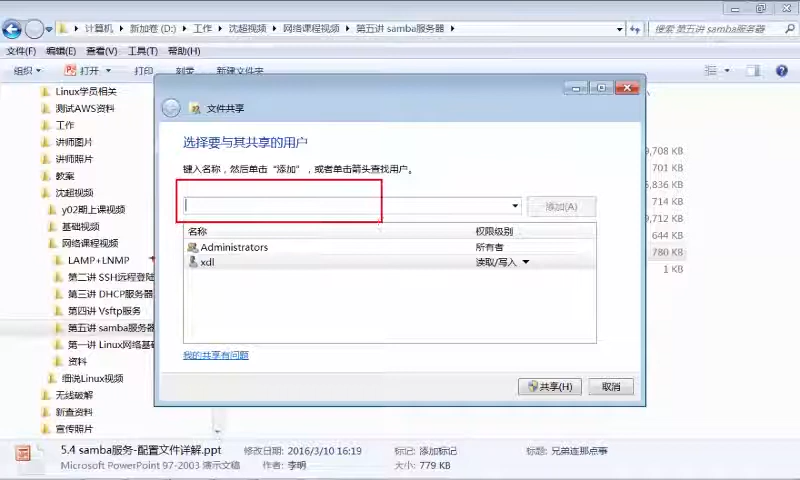 计算机 ▸ 新加卷 (D:) ▸ 工作 ▸ 沈超视频 ▸ 网络课程视频 ▸ 第五讲 samba服务器 ▸
搜索 第五讲 samba服务器
文件(F) 编辑(E) 查看(V) 工具(T) 帮助(H)
组织 打开 打印 刻录 新建文件夹
Linux学员相关
测试AWS资料
工作
讲师图片
讲师照片
教案
沈超视频
y02期上课视频
基础视频
网络课程视频
LAMP+LNMP
第二讲 SSH远程登陆
第三讲 DHCP服务器
第四讲 Vsftp服务
第五讲 samba服务器
第一讲 Linux网络基
资料
细说Linux视频
无线破解
新查资料
宣传照片
文件共享
选择要与其共享的用户
键入名称，然后单击“添加”，或者单击箭头查找用户。
添加(A)
名称 权限级别
Administrators 所有者
xdl 读取/写入
我的共享有问题
共享(H) 取消
9,708 KB
701 KB
5,836 KB
714 KB
9,712 KB
644 KB
780 KB
1 KB
5.4 samba服务-配置文件详解.ppt 修改日期: 2016/3/10 16:19 标记: 添加标记 标题: 兄弟连那点事
Microsoft PowerPoint 97-2003 演示文稿 作者: 李明 大小: 779 KB